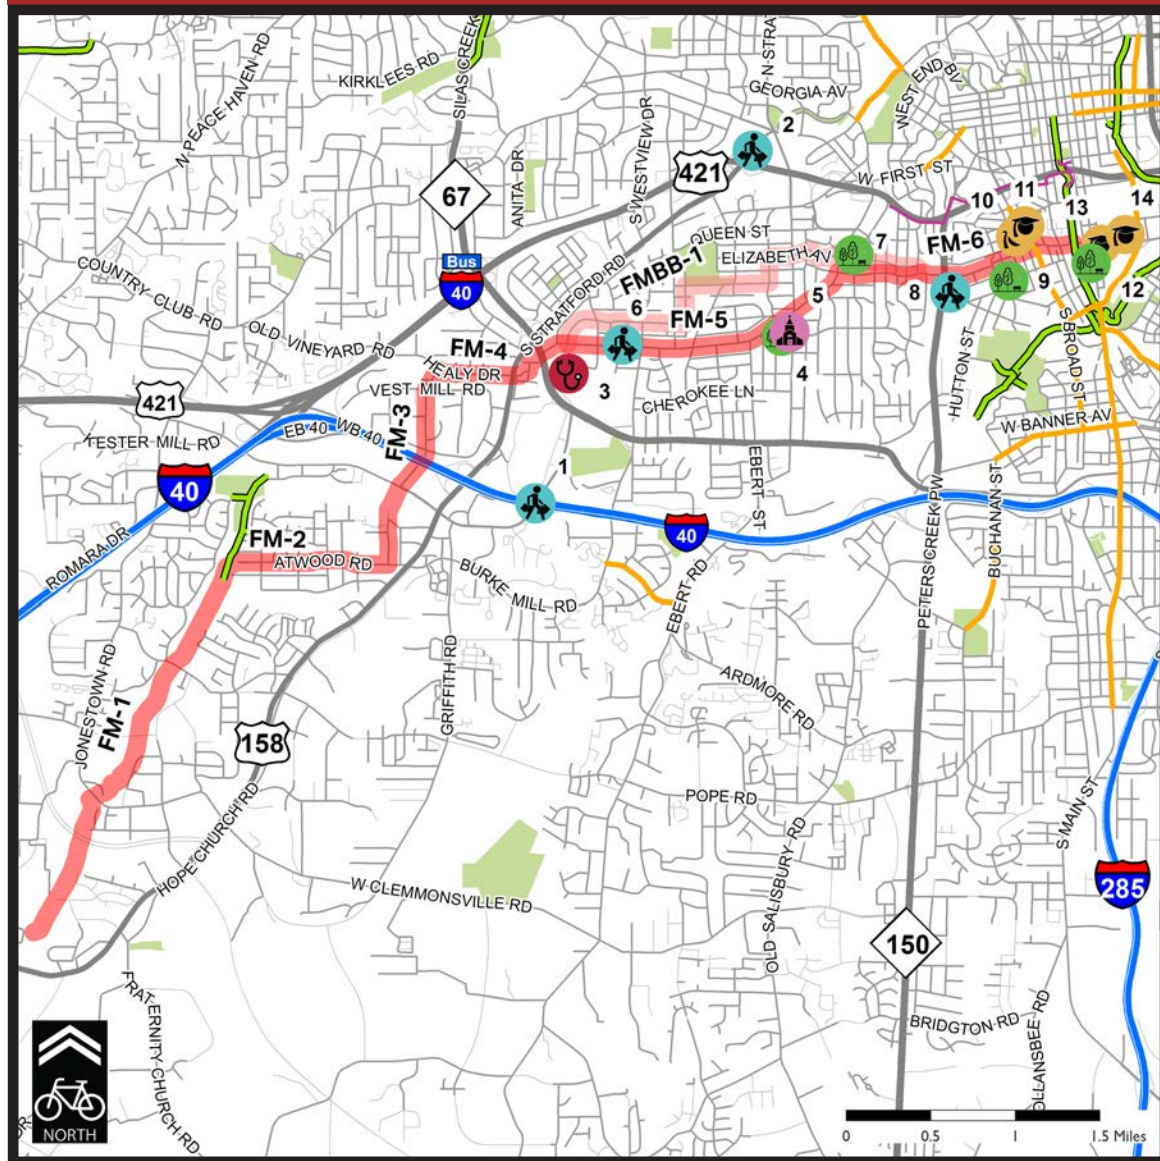 KIRKLEES RD
SILAS CREEK
N PEACE HAVEN RD
N STRAT
GEORGIA AV
WEST END BV
2
S WESTVIEW DR
421
W FIRST ST
ANITA DR
67
10
11
13
14
QUEEN ST
ELIZABETH AV
7
FM-6
Bus
40
COUNTRY CLUB RD
S STRATFORD RD
FMBB-1
6
5
8
9
12
OLD VINEYARD RD
FM-4
FM-5
S BROAD ST
HEALY DR
VEST MILL RD
3
4
HUTTON ST
421
CHEROKEE LN
W BANNER AV
KESTER MILL RD
EB 40
WB 40
FM-3
1
EBERT ST
40
40
PETERS CREEK PW
BUCHANAN ST
ROMARA DR
FM-2
ATWOOD RD
BURKE MILL RD
EBERT RD
GRIFFITH RD
ARDMORE RD
JONESTOWN RD
FM-1
158
POPE RD
HOPE CHURCH RD
S MAIN ST
OLD SALISBURY RD
W CLEMMONSVILLE RD
285
150
FRATERNITY CHURCH RD
BRIDGTON RD
OLLANSBEE RD
NORTH
0 0.5 1 1.5 Miles